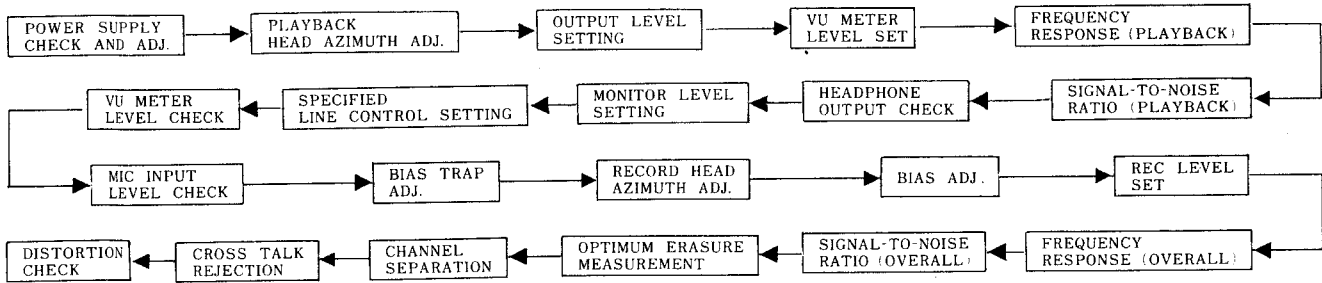 POWER SUPPLY
CHECK AND ADJ.
PLAYBACK
HEAD AZIMUTH ADJ.
OUTPUT LEVEL
SETTING
VU METER
LEVEL SET
FREQUENCY
RESPONSE (PLAYBACK)
SIGNAL-TO-NOISE
RATIO (PLAYBACK)
HEADPHONE
OUTPUT CHECK
MONITOR LEVEL
SETTING
SPECIFIED
LINE CONTROL SETTING
VU METER
LEVEL CHECK
MIC INPUT
LEVEL CHECK
BIAS TRAP
ADJ.
RECORD HEAD
AZIMUTH ADJ.
BIAS ADJ.
REC LEVEL
SET
FREQUENCY
RESPONSE (OVERALL)
SIGNAL-TO-NOISE
RATIO (OVERALL)
OPTIMUM ERASURE
MEASUREMENT
CHANNEL
SEPARATION
CROSS TALK
REJECTION
DISTORTION
CHECK